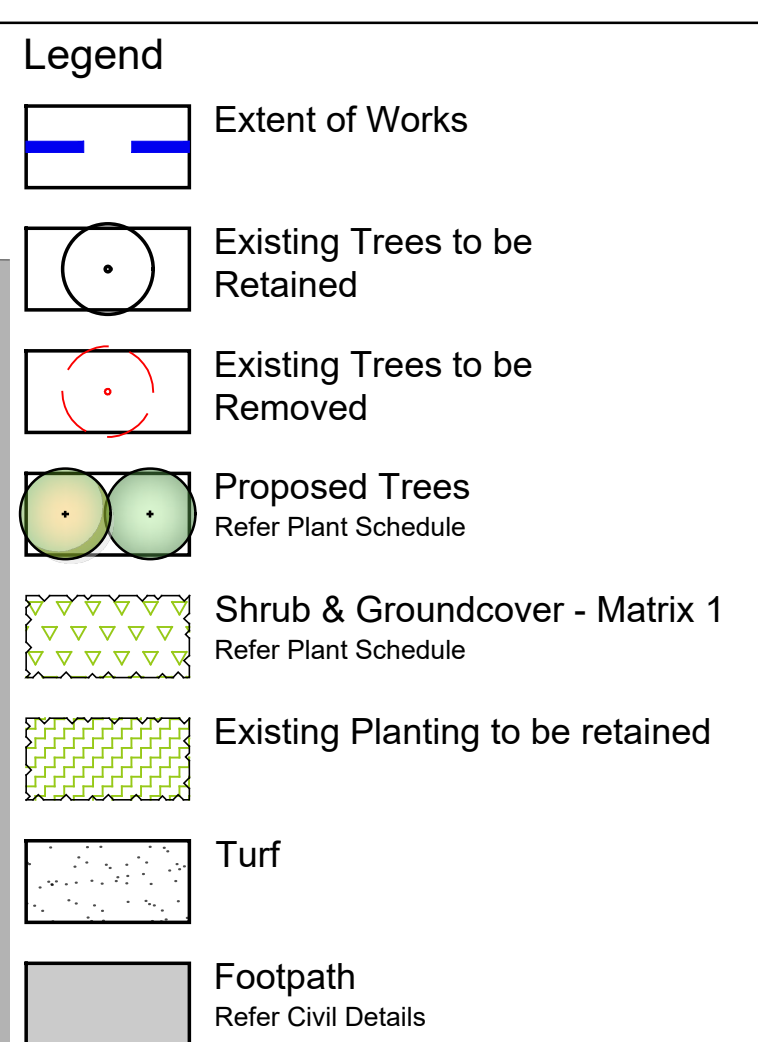 Legend
Extent of Works
Existing Trees to be
Retained
Existing Trees to be
Removed
Proposed Trees
Refer Plant Schedule
Shrub & Groundcover - Matrix 1
Refer Plant Schedule
Existing Planting to be retained
Turf
Footpath
Refer Civil Details